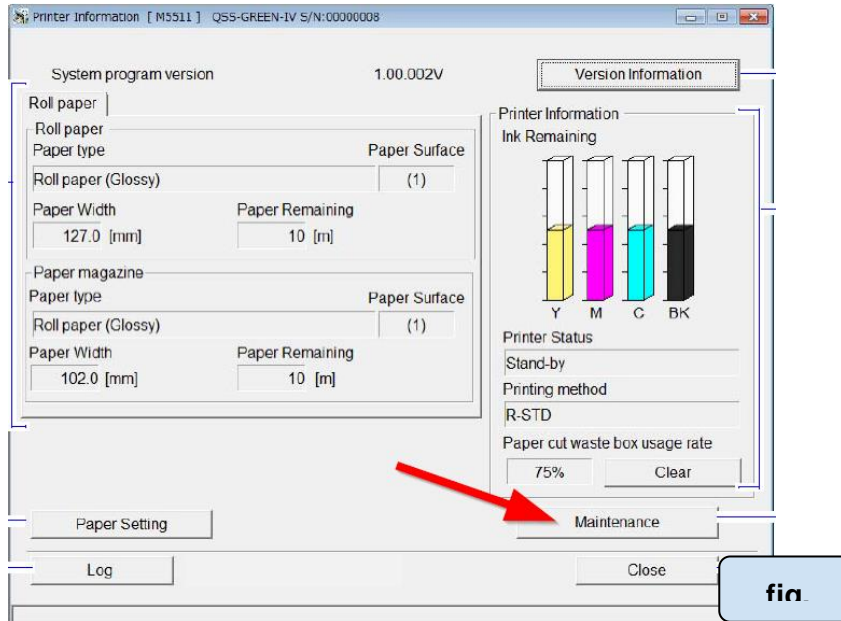 Printer Information [ M5511 ] QSS-GREEN-IV S/N:00000008
System program version 1.00.002V Version Information
Roll paper
Roll paper
Paper type Paper Surface
Roll paper (Glossy) (1)
Paper Width Paper Remaining
127.0 [mm] 10 [m]
Paper magazine
Paper type Paper Surface
Roll paper (Glossy) (1)
Paper Width Paper Remaining
102.0 [mm] 10 [m]
Printer Information
Ink Remaining
Y M C BK
Printer Status
Stand-by
Printing method
R-STD
Paper cut waste box usage rate
75% Clear
Paper Setting Maintenance
Log Close
fig.